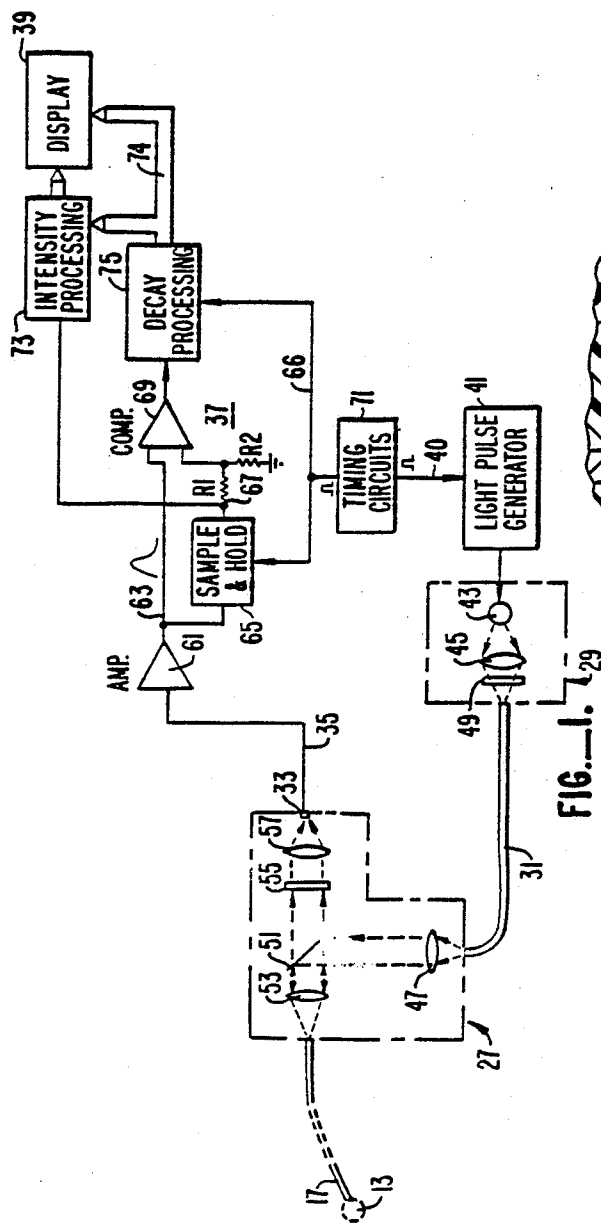 39
DISPLAY
73
INTENSITY
PROCESSING
74
75
DECAY
PROCESSING
COMP.
69
37
R1
R2
67
66
63
SAMPLE
& HOLD
65
AMP.
61
71
TIMING
CIRCUITS
40
41
LIGHT PULSE
GENERATOR
43
45
49
29
35
33
57
55
51
53
47
31
27
17
13
FIG._1.